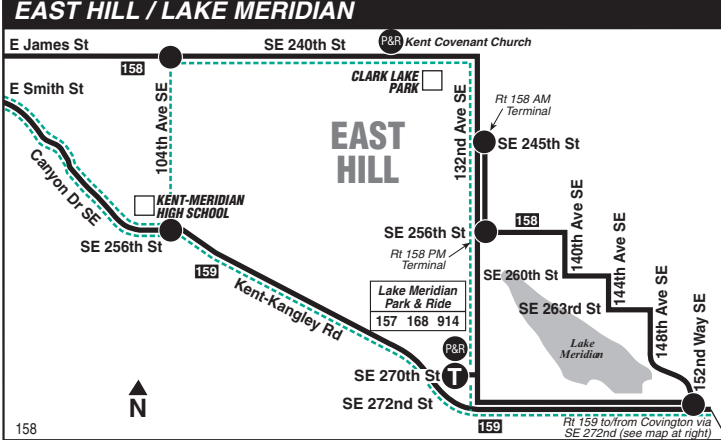 EAST HILL / LAKE MERIDIAN
E James St
SE 240th St
P&R Kent Covenant Church
158
E Smith St
CLARK LAKE
PARK
104th Ave SE
132nd Ave SE
Rt 158 AM
Terminal
EAST
HILL
SE 245th St
Canyon Dr SE
KENT-MERIDIAN
HIGH SCHOOL
SE 256th St
SE 256th St
158
140th Ave SE
Rt 158 PM
Terminal
159
Kent-Kangley Rd
SE 260th St
144th Ave SE
Lake Meridian
Park & Ride
157 168 914
SE 263rd St
148th Ave SE
152nd Way SE
Lake
Meridian
P&R
SE 270th St
T
N
SE 272nd St
159
Rt 159 to/from Covington via
SE 272nd (see map at right)
158